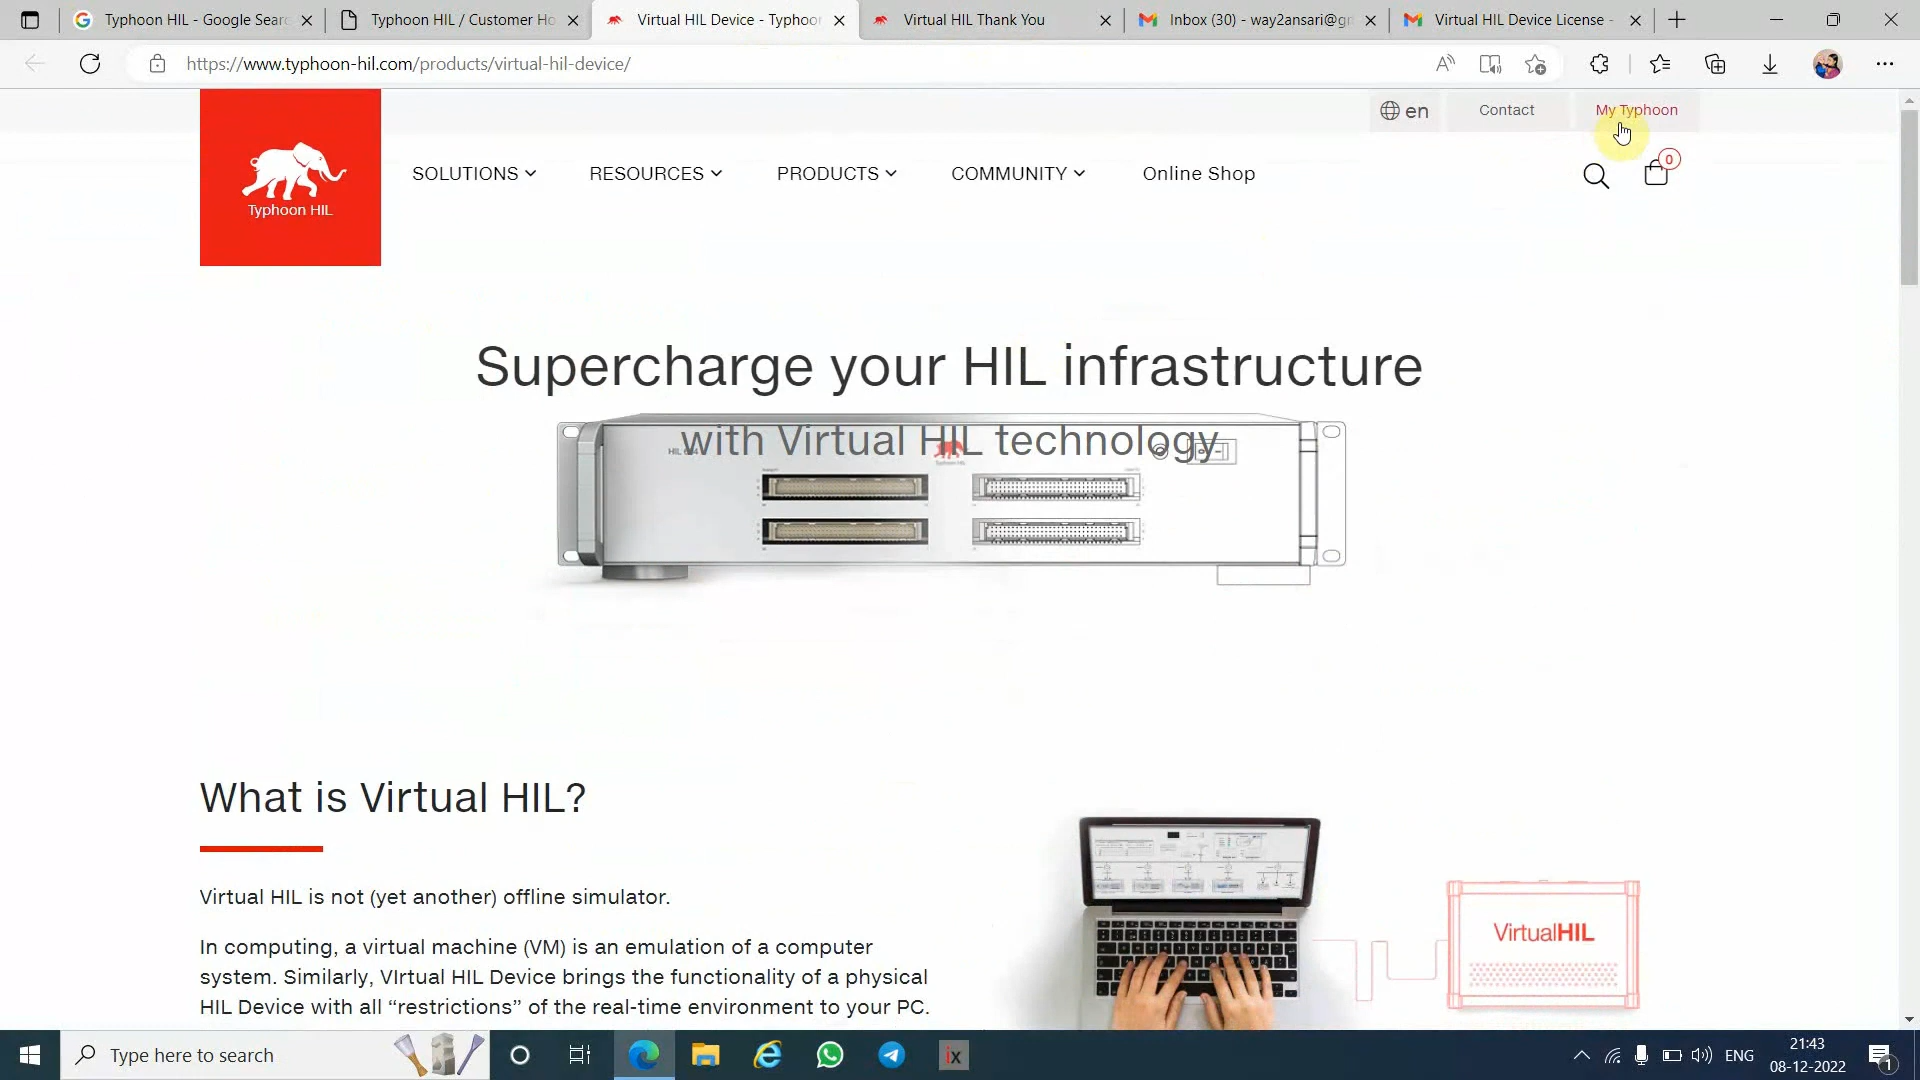 Typhoon HIL - Google Sear
Typhoon HIL / Customer Ho
Virtual HIL Device - Typhoo
Virtual HIL Thank You
Inbox (30) - way2ansari@gm
Virtual HIL Device License -
https://www.typhoon-hil.com/products/virtual-hil-device/
en
Contact
My Typhoon
Typhoon HIL
SOLUTIONS
RESOURCES
PRODUCTS
COMMUNITY
Online Shop
0
Supercharge your HIL infrastructure
with Virtual HIL technology
What is Virtual HIL?
Virtual HIL is not (yet another) offline simulator.
In computing, a virtual machine (VM) is an emulation of a computer
system. Similarly, VIrtual HIL Device brings the functionality of a physical
HIL Device with all “restrictions” of the real-time environment to your PC.
VirtualHIL
Type here to search
ix
ENG
21:43
08-12-2022
1